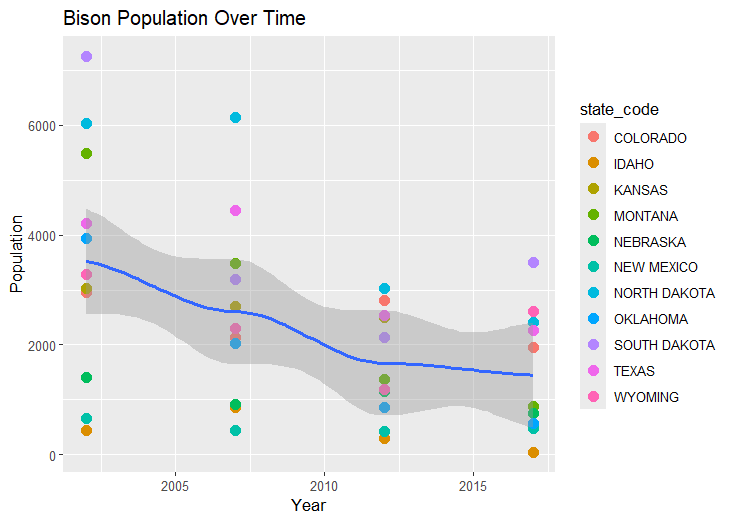 Bison Population Over Time
Population
6000
4000
2000
0
2005
2010
2015
Year
state_code
COLORADO
IDAHO
KANSAS
MONTANA
NEBRASKA
NEW MEXICO
NORTH DAKOTA
OKLAHOMA
SOUTH DAKOTA
TEXAS
WYOMING